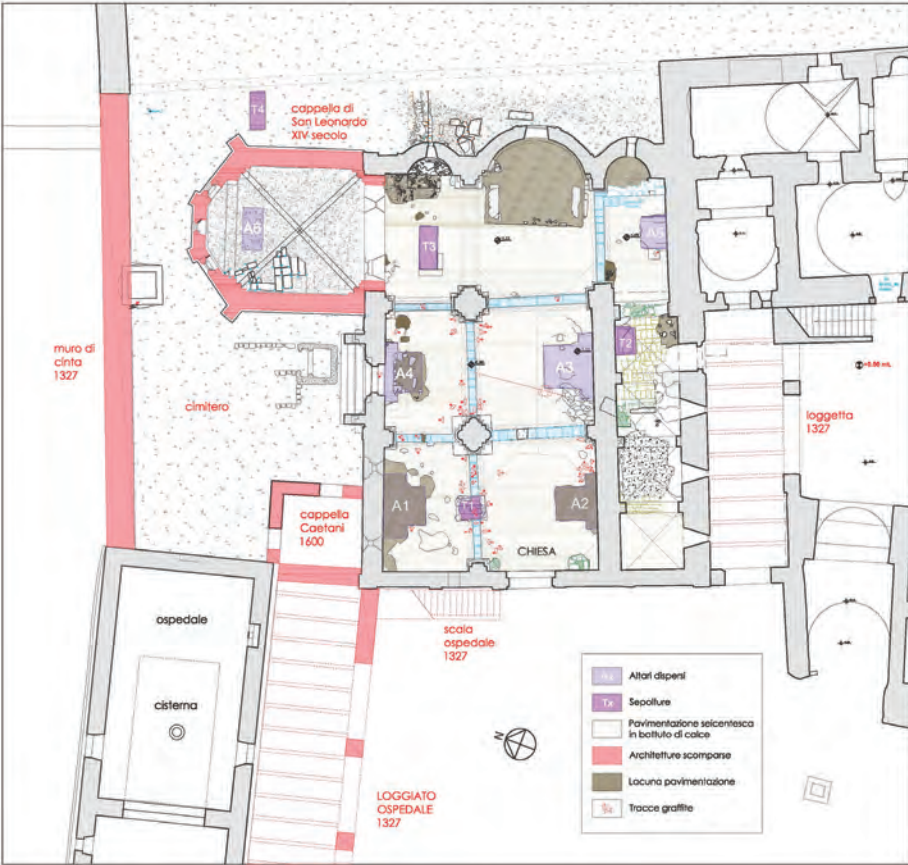 T4
cappella di
San Leonardo
XIV secolo
A6
T3
A5
T2
A4
A3
muro di
cinta
1327
cimitero
loggetta
1327
A1
T1
A2
cappella
Caetani
1600
CHIESA
ospedale
cisterna
scala
ospedale
1327
N
LOGGIATO
OSPEDALE
1327
Altari dispersi
Tx Sepolture
Pavimentazione seicentesca
in battuto di calce
Architetture scomparse
Lacuna pavimentazione
Tracce graffite